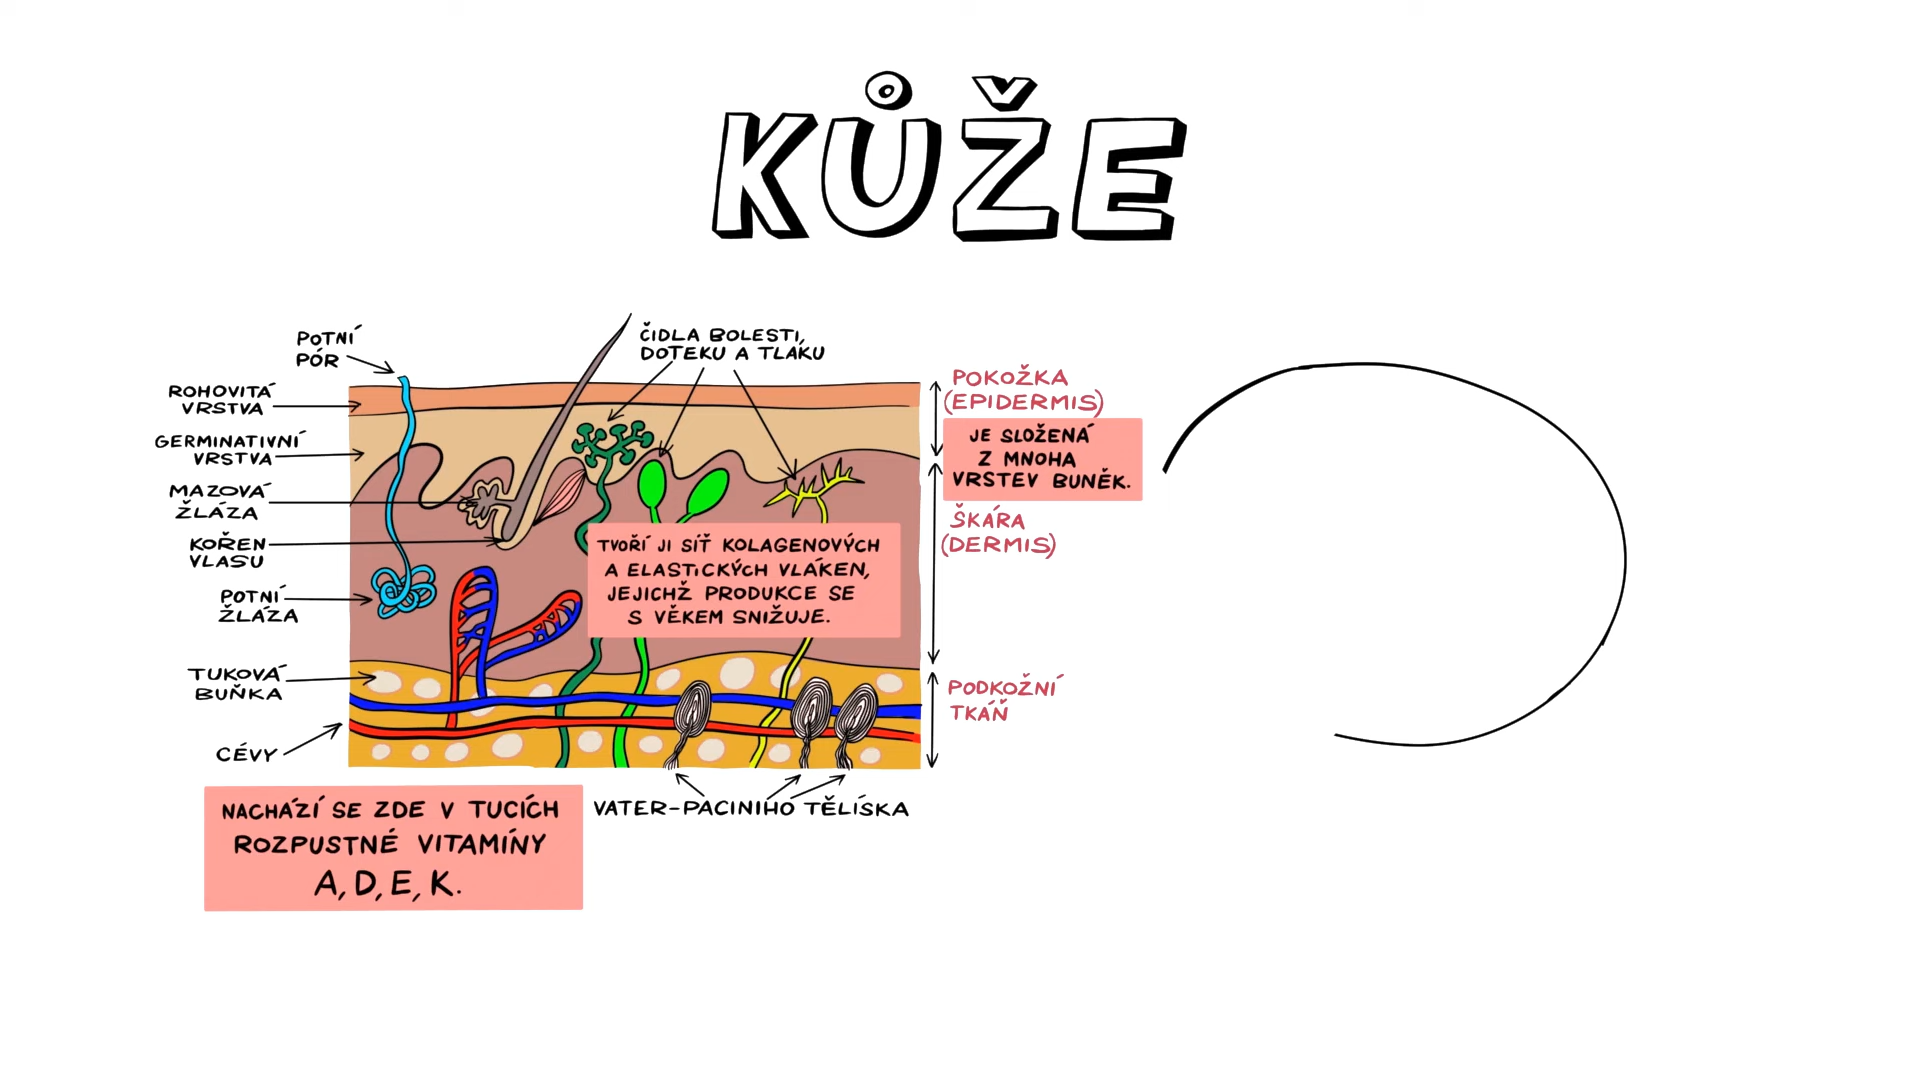 KŮŽE
POTNÍ
PÓR
ČIDLA BOLESTI,
DOTEKU A TLAKU
ROHOVITÁ
VRSTVA
GERMINATIVNÍ
VRSTVA
MAZOVÁ
ŽLÁZA
KOŘEN
VLASU
POTNÍ
ŽLÁZA
TUKOVÁ
BUŇKA
CÉVY
POKOŽKA
(EPIDERMIS)
JE SLOŽENÁ
Z MNOHA
VRSTEV BUNĚK.
ŠKÁRA
(DERMIS)
TVOŘÍ JI SÍŤ KOLAGENOVÝCH
A ELASTICKÝCH VLÁKEN,
JEJICHŽ PRODUKCE SE
S VĚKEM SNIŽUJE.
PODKOŽNÍ
TKÁŇ
VATER-PACINIHO TĚLÍSKA
NACHÁZÍ SE ZDE V TUCÍCH
ROZPUSTNÉ VITAMÍNY
A, D, E, K.